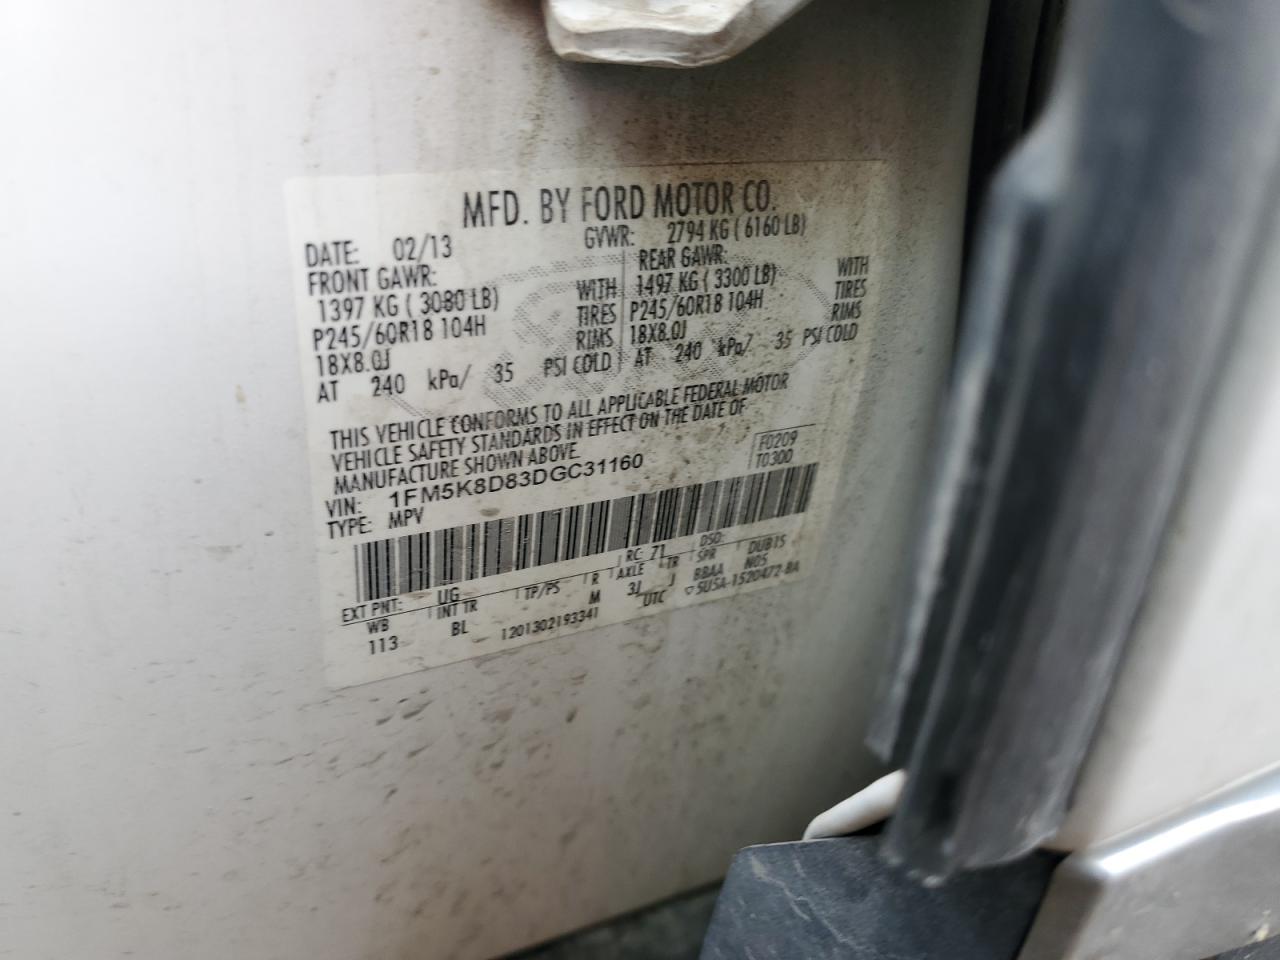 MFD. BY FORD MOTOR CO.
DATE: 02/13 GVWR: 2794 KG ( 6160 LB)
FRONT GAWR: REAR GAWR:
1397 KG ( 3080 LB) WITH 1497 KG ( 3300 LB) WITH
P245/60R18 104H TIRES P245/60R18 104H TIRES
18X8.0J RIMS 18X8.0J RIMS
AT 240 kPa/ 35 PSI COLD AT 240 kPa/ 35 PSI COLD
THIS VEHICLE CONFORMS TO ALL APPLICABLE FEDERAL MOTOR
VEHICLE SAFETY STANDARDS IN EFFECT ON THE DATE OF
MANUFACTURE SHOWN ABOVE.
F0209
T0300
VIN: 1FM5K8D83DGC31160
TYPE: MPV
EXT PNT: UG RC: 71 DSO:
WB INT TR TP/PS R AXLE TR SPR DUB15
113 BL M 3J J BBAA N05
1201302193341 UTC ▽5U5A-1520472-BA